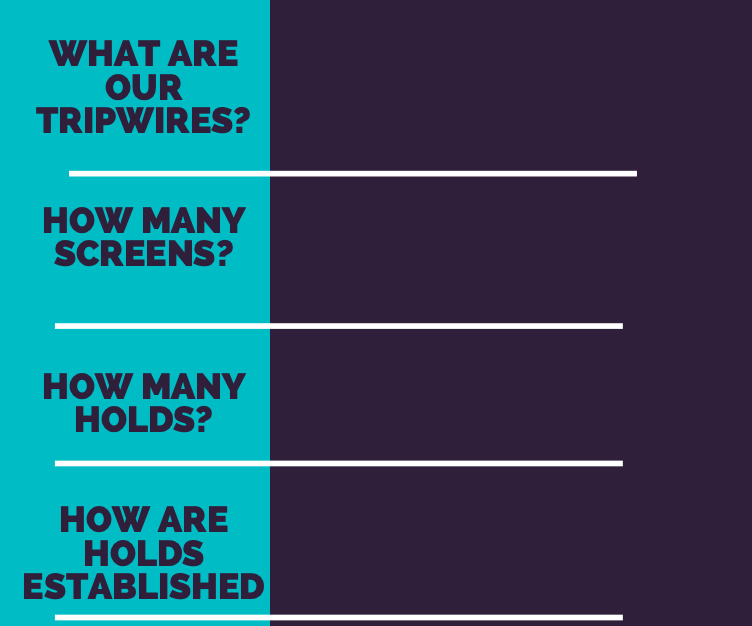 WHAT ARE
OUR
TRIPWIRES?
HOW MANY
SCREENS?
HOW MANY
HOLDS?
HOW ARE
HOLDS
ESTABLISHED